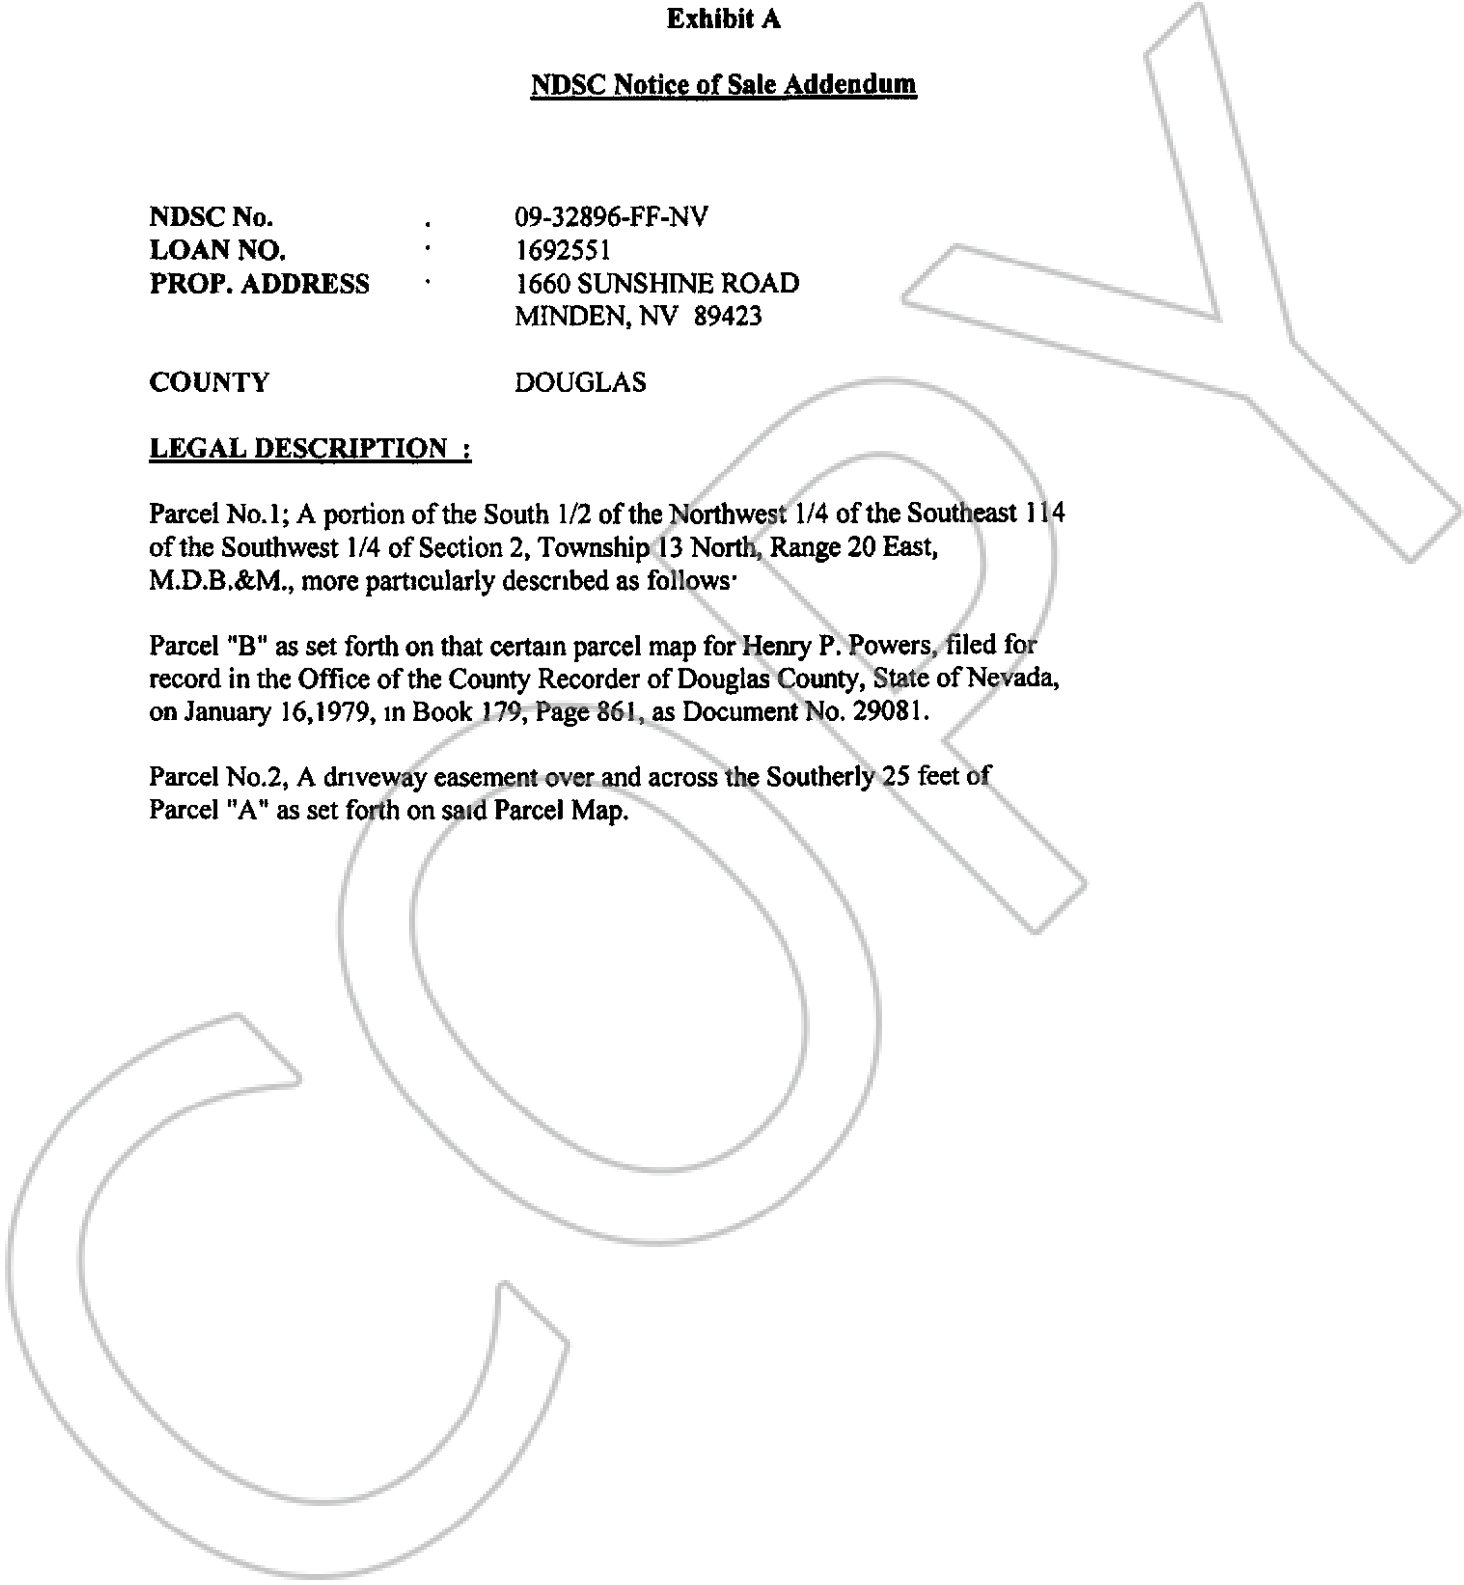 Exhibit A
NDSC Notice of Sale Addendum
NDSC No. . 09-32896-FF-NV
LOAN NO. · 1692551
PROP. ADDRESS · 1660 SUNSHINE ROAD
MINDEN, NV 89423
COUNTY DOUGLAS
LEGAL DESCRIPTION :
Parcel No.1; A portion of the South 1/2 of the Northwest 1/4 of the Southeast 114
of the Southwest 1/4 of Section 2, Township 13 North, Range 20 East,
M.D.B.&M., more particularly described as follows·
Parcel "B" as set forth on that certain parcel map for Henry P. Powers, filed for
record in the Office of the County Recorder of Douglas County, State of Nevada,
on January 16,1979, in Book 179, Page 861, as Document No. 29081.
Parcel No.2, A driveway easement over and across the Southerly 25 feet of
Parcel "A" as set forth on said Parcel Map.
COPY